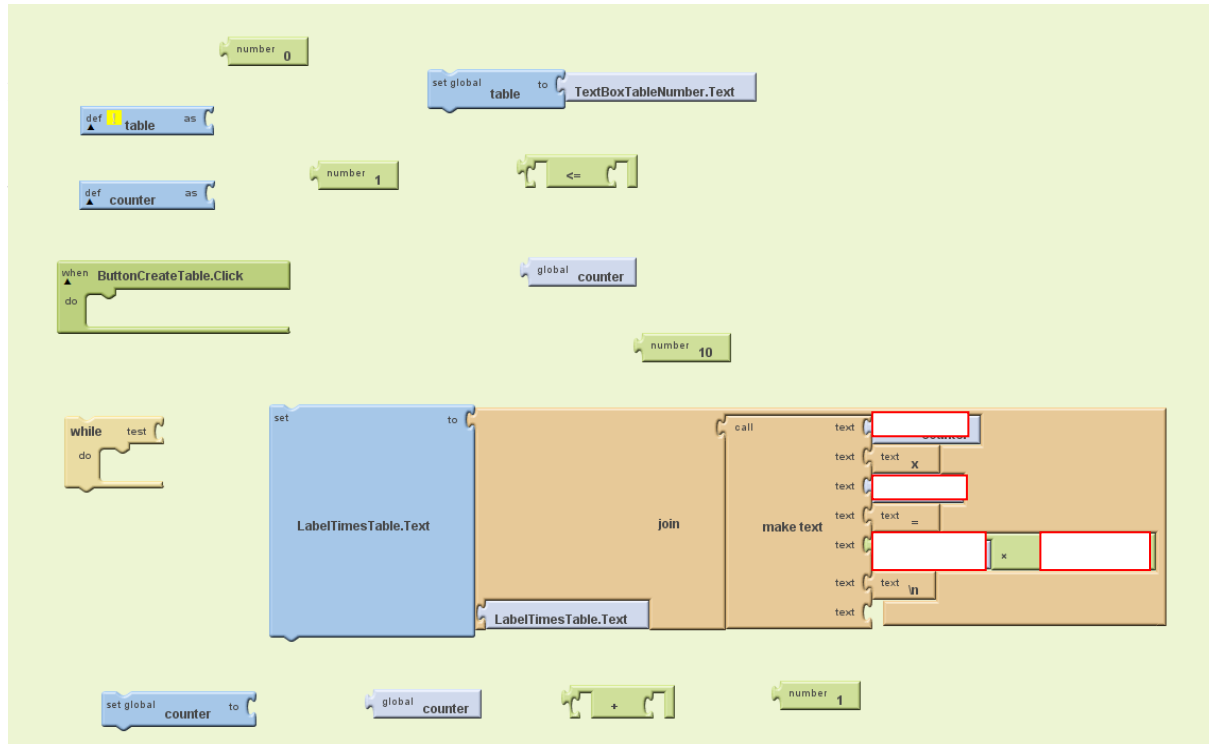 number 0
set global table to TextBoxTableNumber.Text
def ! table as
number 1
<=
def counter as
when ButtonCreateTable.Click
do
global counter
number 10
while test
do
set LabelTimesTable.Text to
join
call make text
text
text text x
text
text text =
text ×
text text \n
text
LabelTimesTable.Text
set global counter to
global counter
+
number 1